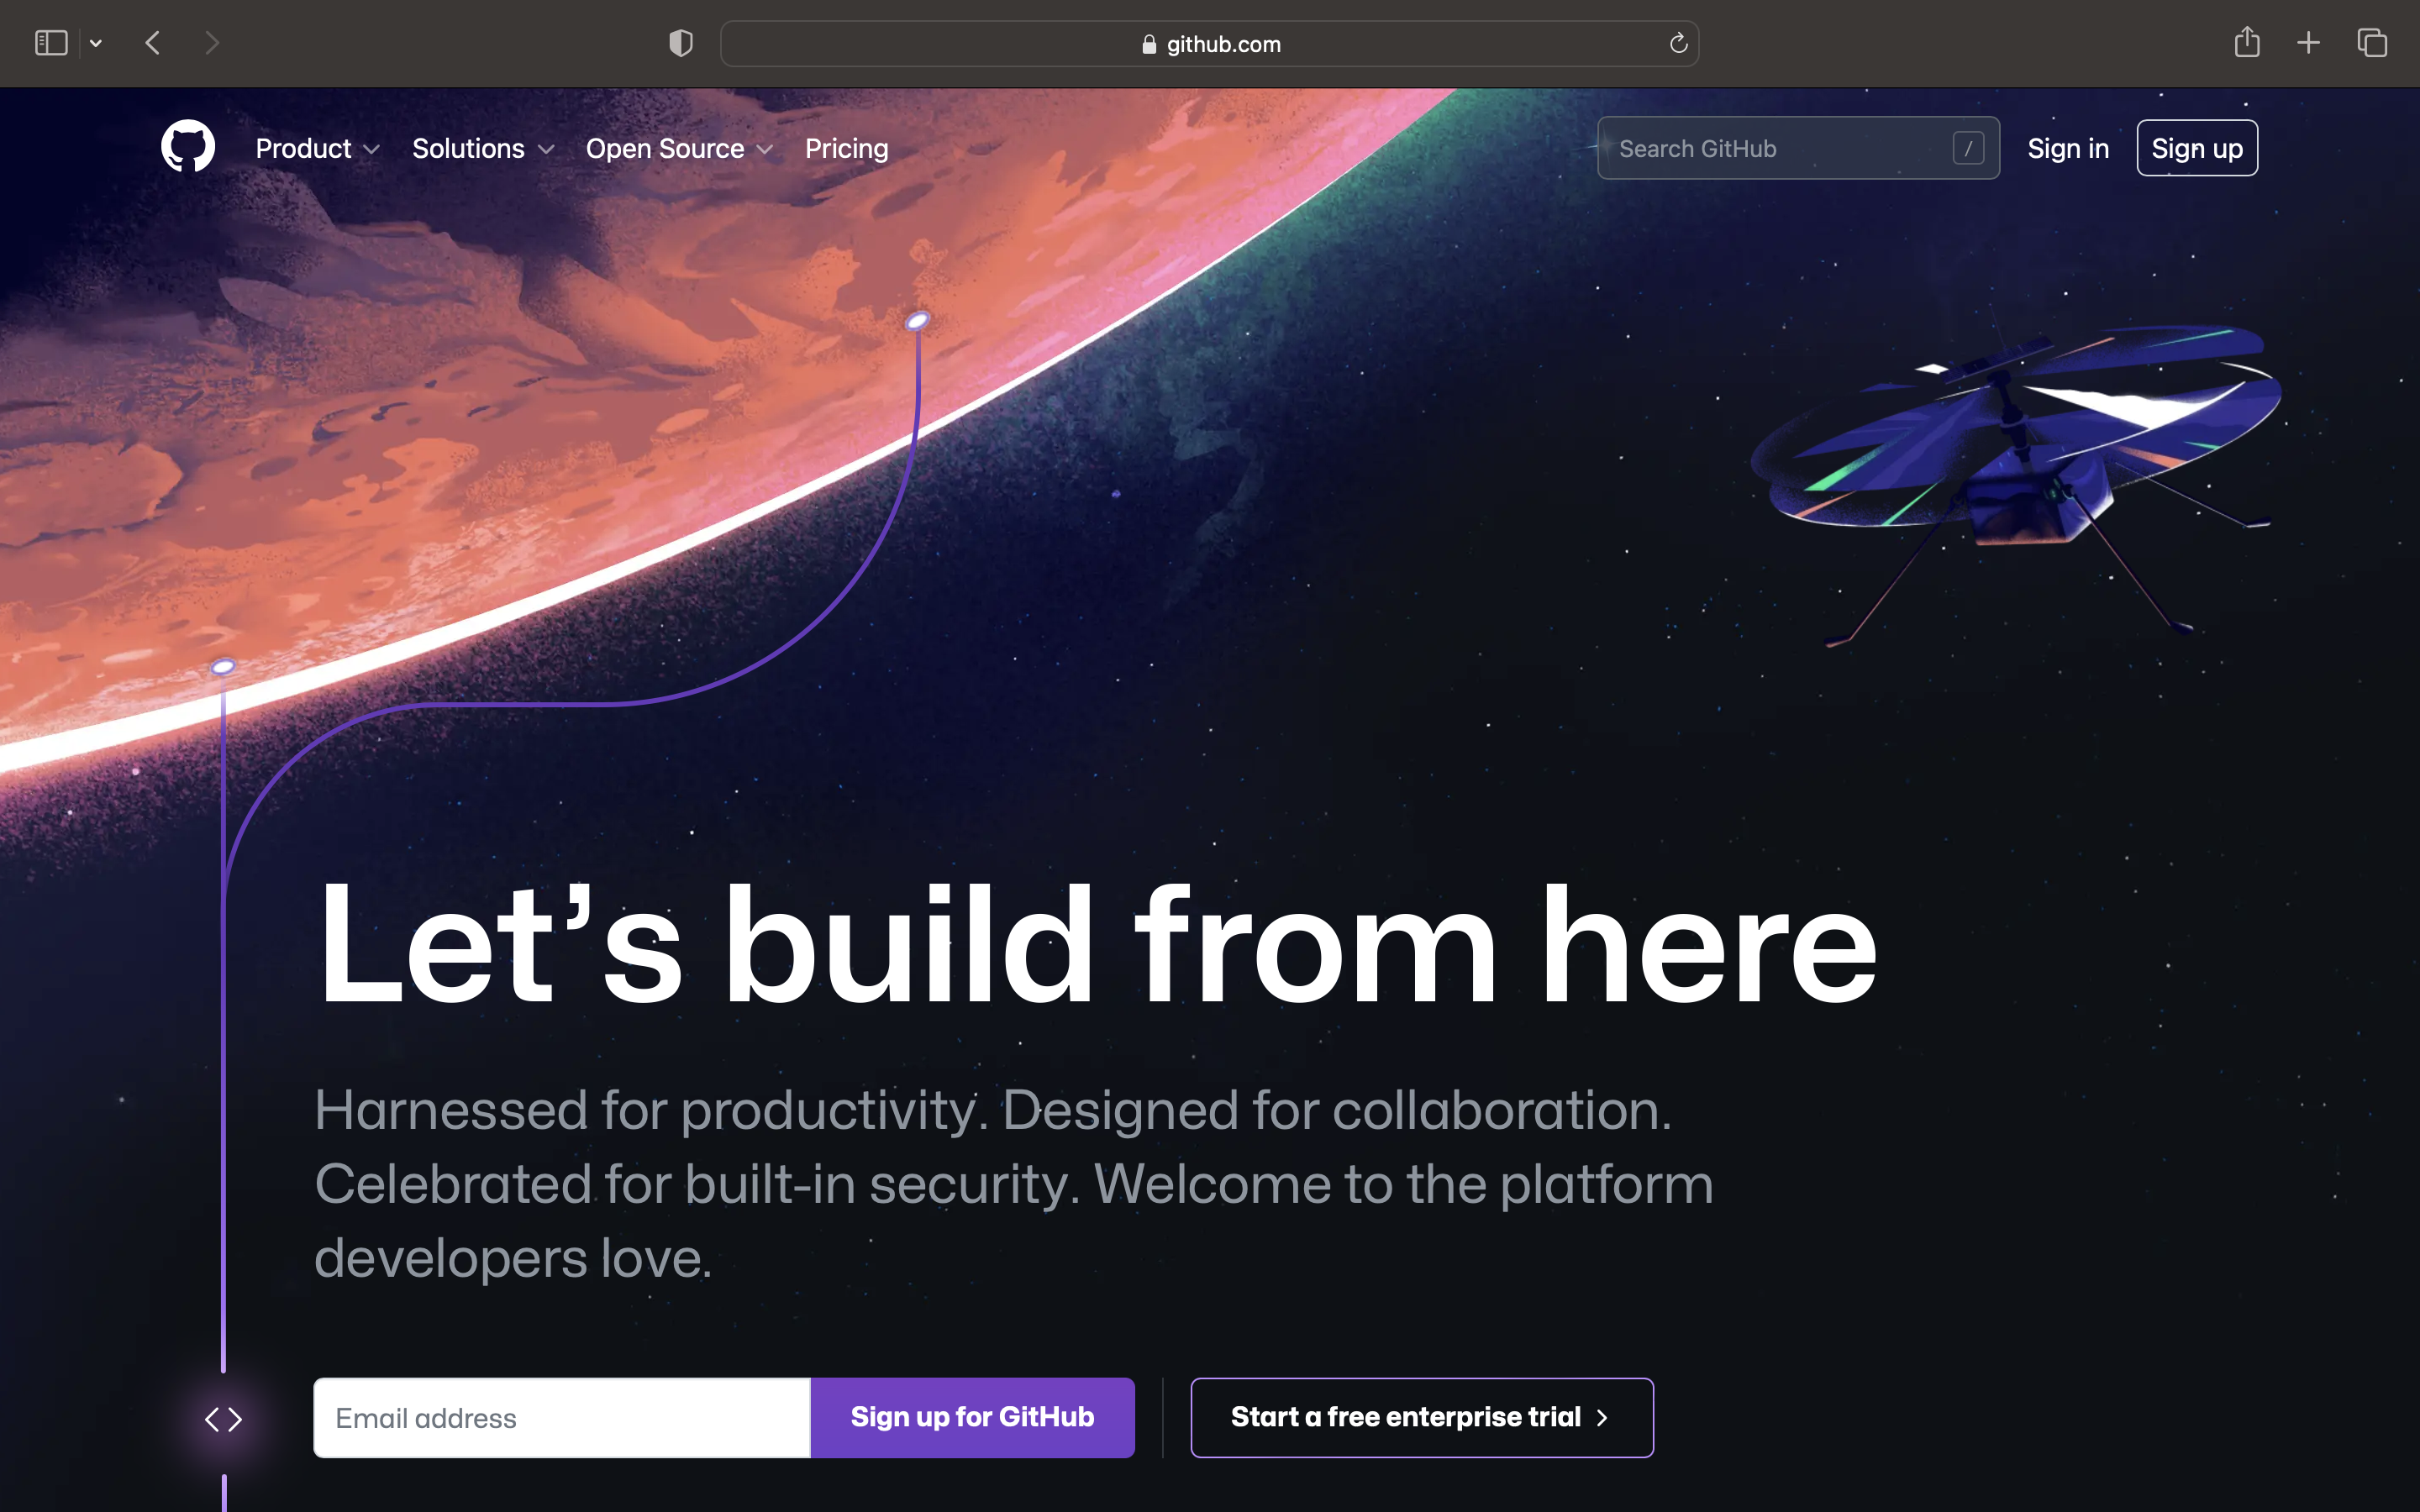 github.com
Product Solutions Open Source Pricing Search GitHub / Sign in Sign up
Let’s build from here
Harnessed for productivity. Designed for collaboration.
Celebrated for built-in security. Welcome to the platform
developers love.
Email address Sign up for GitHub Start a free enterprise trial